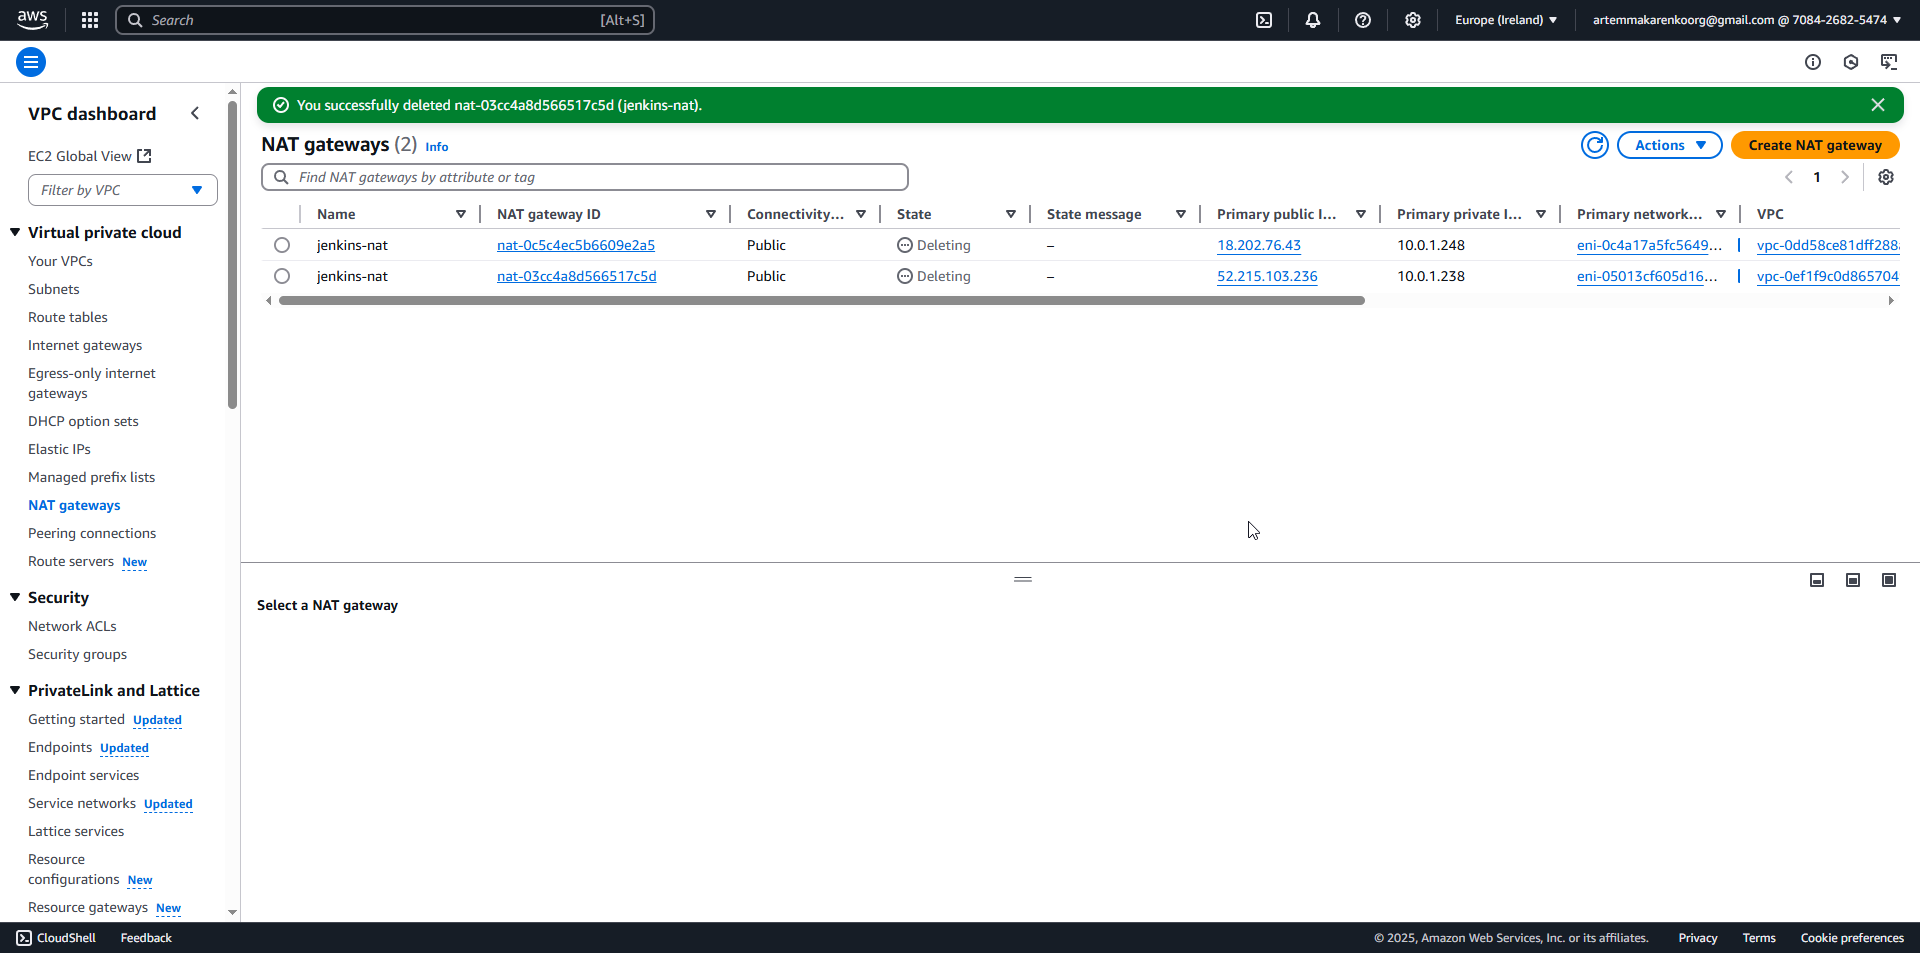 aws
Search [Alt+S]
Europe (Ireland)
artemmakarenkoorg@gmail.com @ 7084-2682-5474
VPC dashboard
EC2 Global View
Filter by VPC
Virtual private cloud
Your VPCs
Subnets
Route tables
Internet gateways
Egress-only internet
gateways
DHCP option sets
Elastic IPs
Managed prefix lists
NAT gateways
Peering connections
Route servers New
Security
Network ACLs
Security groups
PrivateLink and Lattice
Getting started Updated
Endpoints Updated
Endpoint services
Service networks Updated
Lattice services
Resource
configurations New
Resource gateways New
You successfully deleted nat-03cc4a8d566517c5d (jenkins-nat).
NAT gateways (2) Info
Actions
Create NAT gateway
Find NAT gateways by attribute or tag
1
Name NAT gateway ID Connectivity... State State message Primary public I... Primary private I... Primary network... VPC
jenkins-nat nat-0c5c4ec5b6609e2a5 Public Deleting – 18.202.76.43 10.0.1.248 eni-0c4a17a5fc5649... vpc-0dd58ce81dff288
jenkins-nat nat-03cc4a8d566517c5d Public Deleting – 52.215.103.236 10.0.1.238 eni-05013cf605d16... vpc-0ef1f9c0d865704
Select a NAT gateway
CloudShell Feedback
© 2025, Amazon Web Services, Inc. or its affiliates. Privacy Terms Cookie preferences